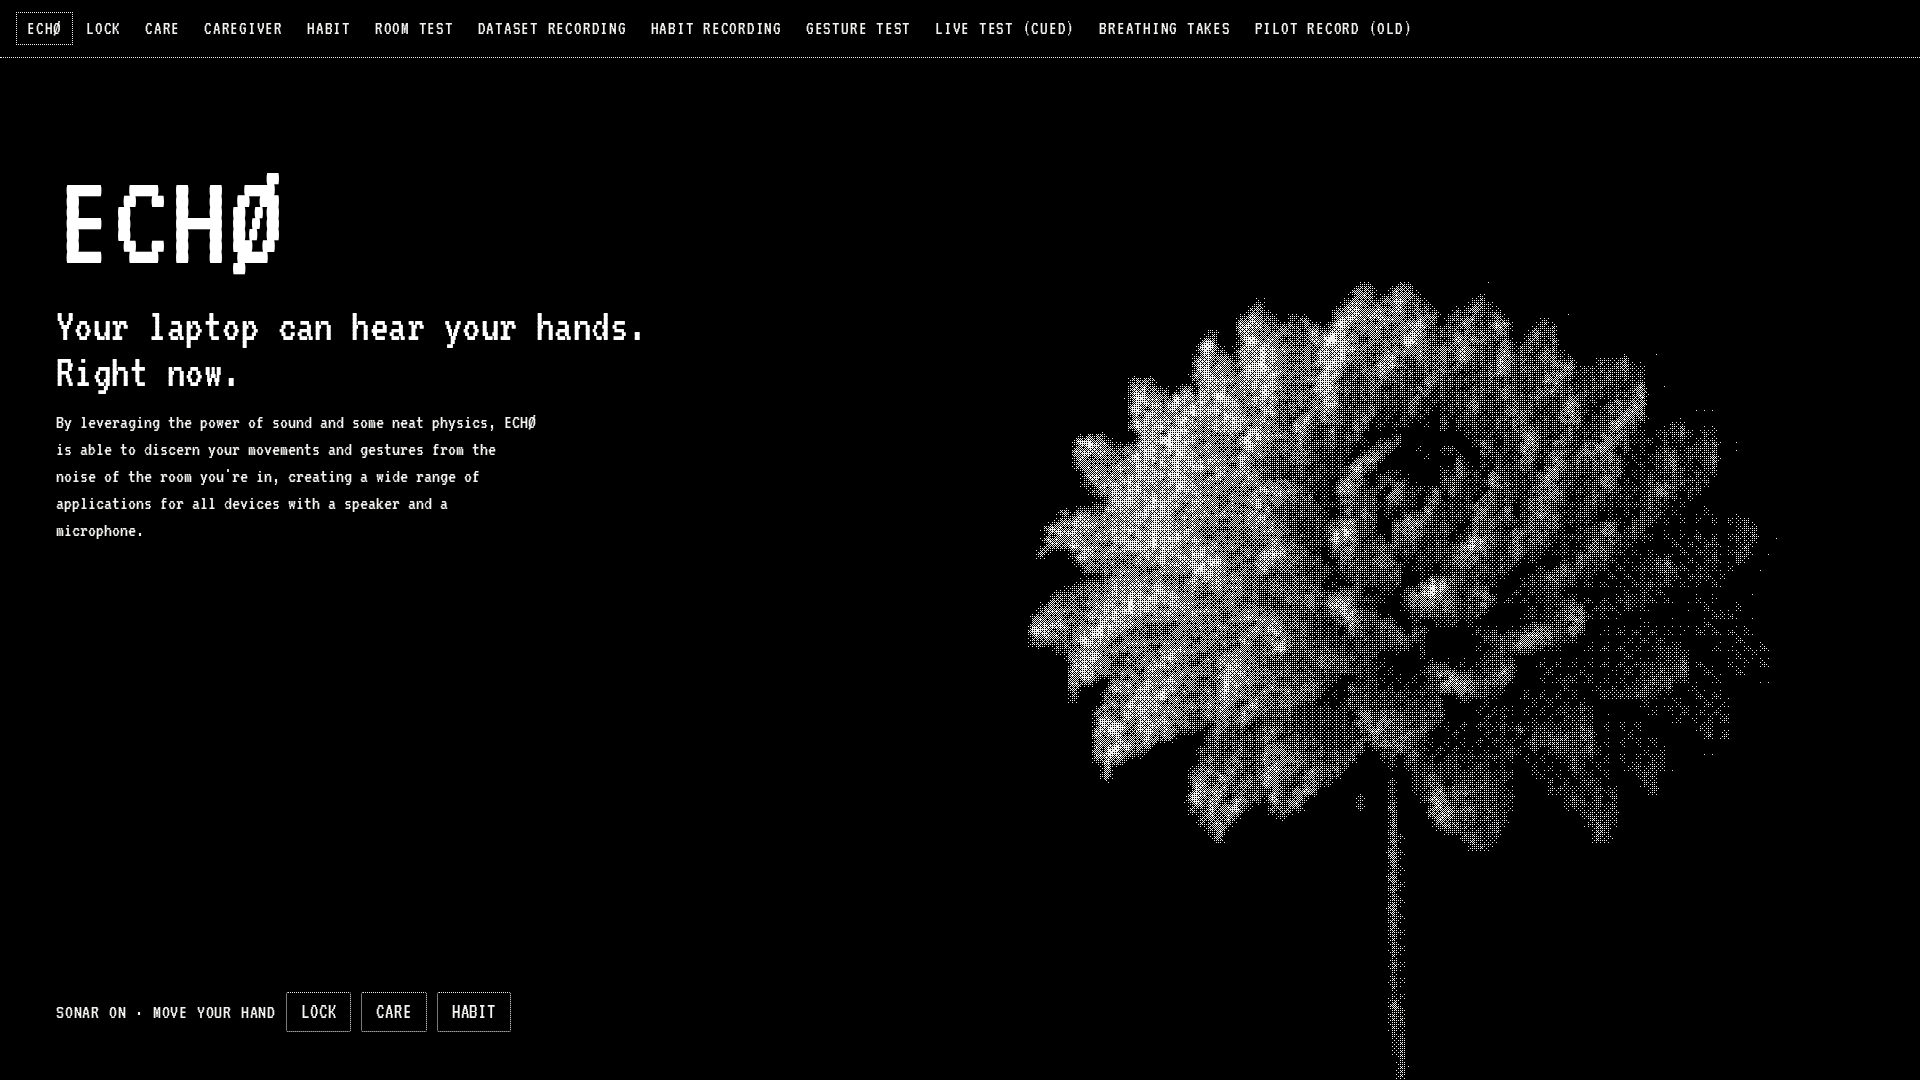 ECHØ LOCK CARE CAREGIVER HABIT ROOM TEST DATASET RECORDING HABIT RECORDING GESTURE TEST LIVE TEST (CUED) BREATHING TAKES PILOT RECORD (OLD)
ECHØ
Your laptop can hear your hands.
Right now.
By leveraging the power of sound and some neat physics, ECHØ
is able to discern your movements and gestures from the
noise of the room you're in, creating a wide range of
applications for all devices with a speaker and a
microphone.
SONAR ON · MOVE YOUR HAND LOCK CARE HABIT